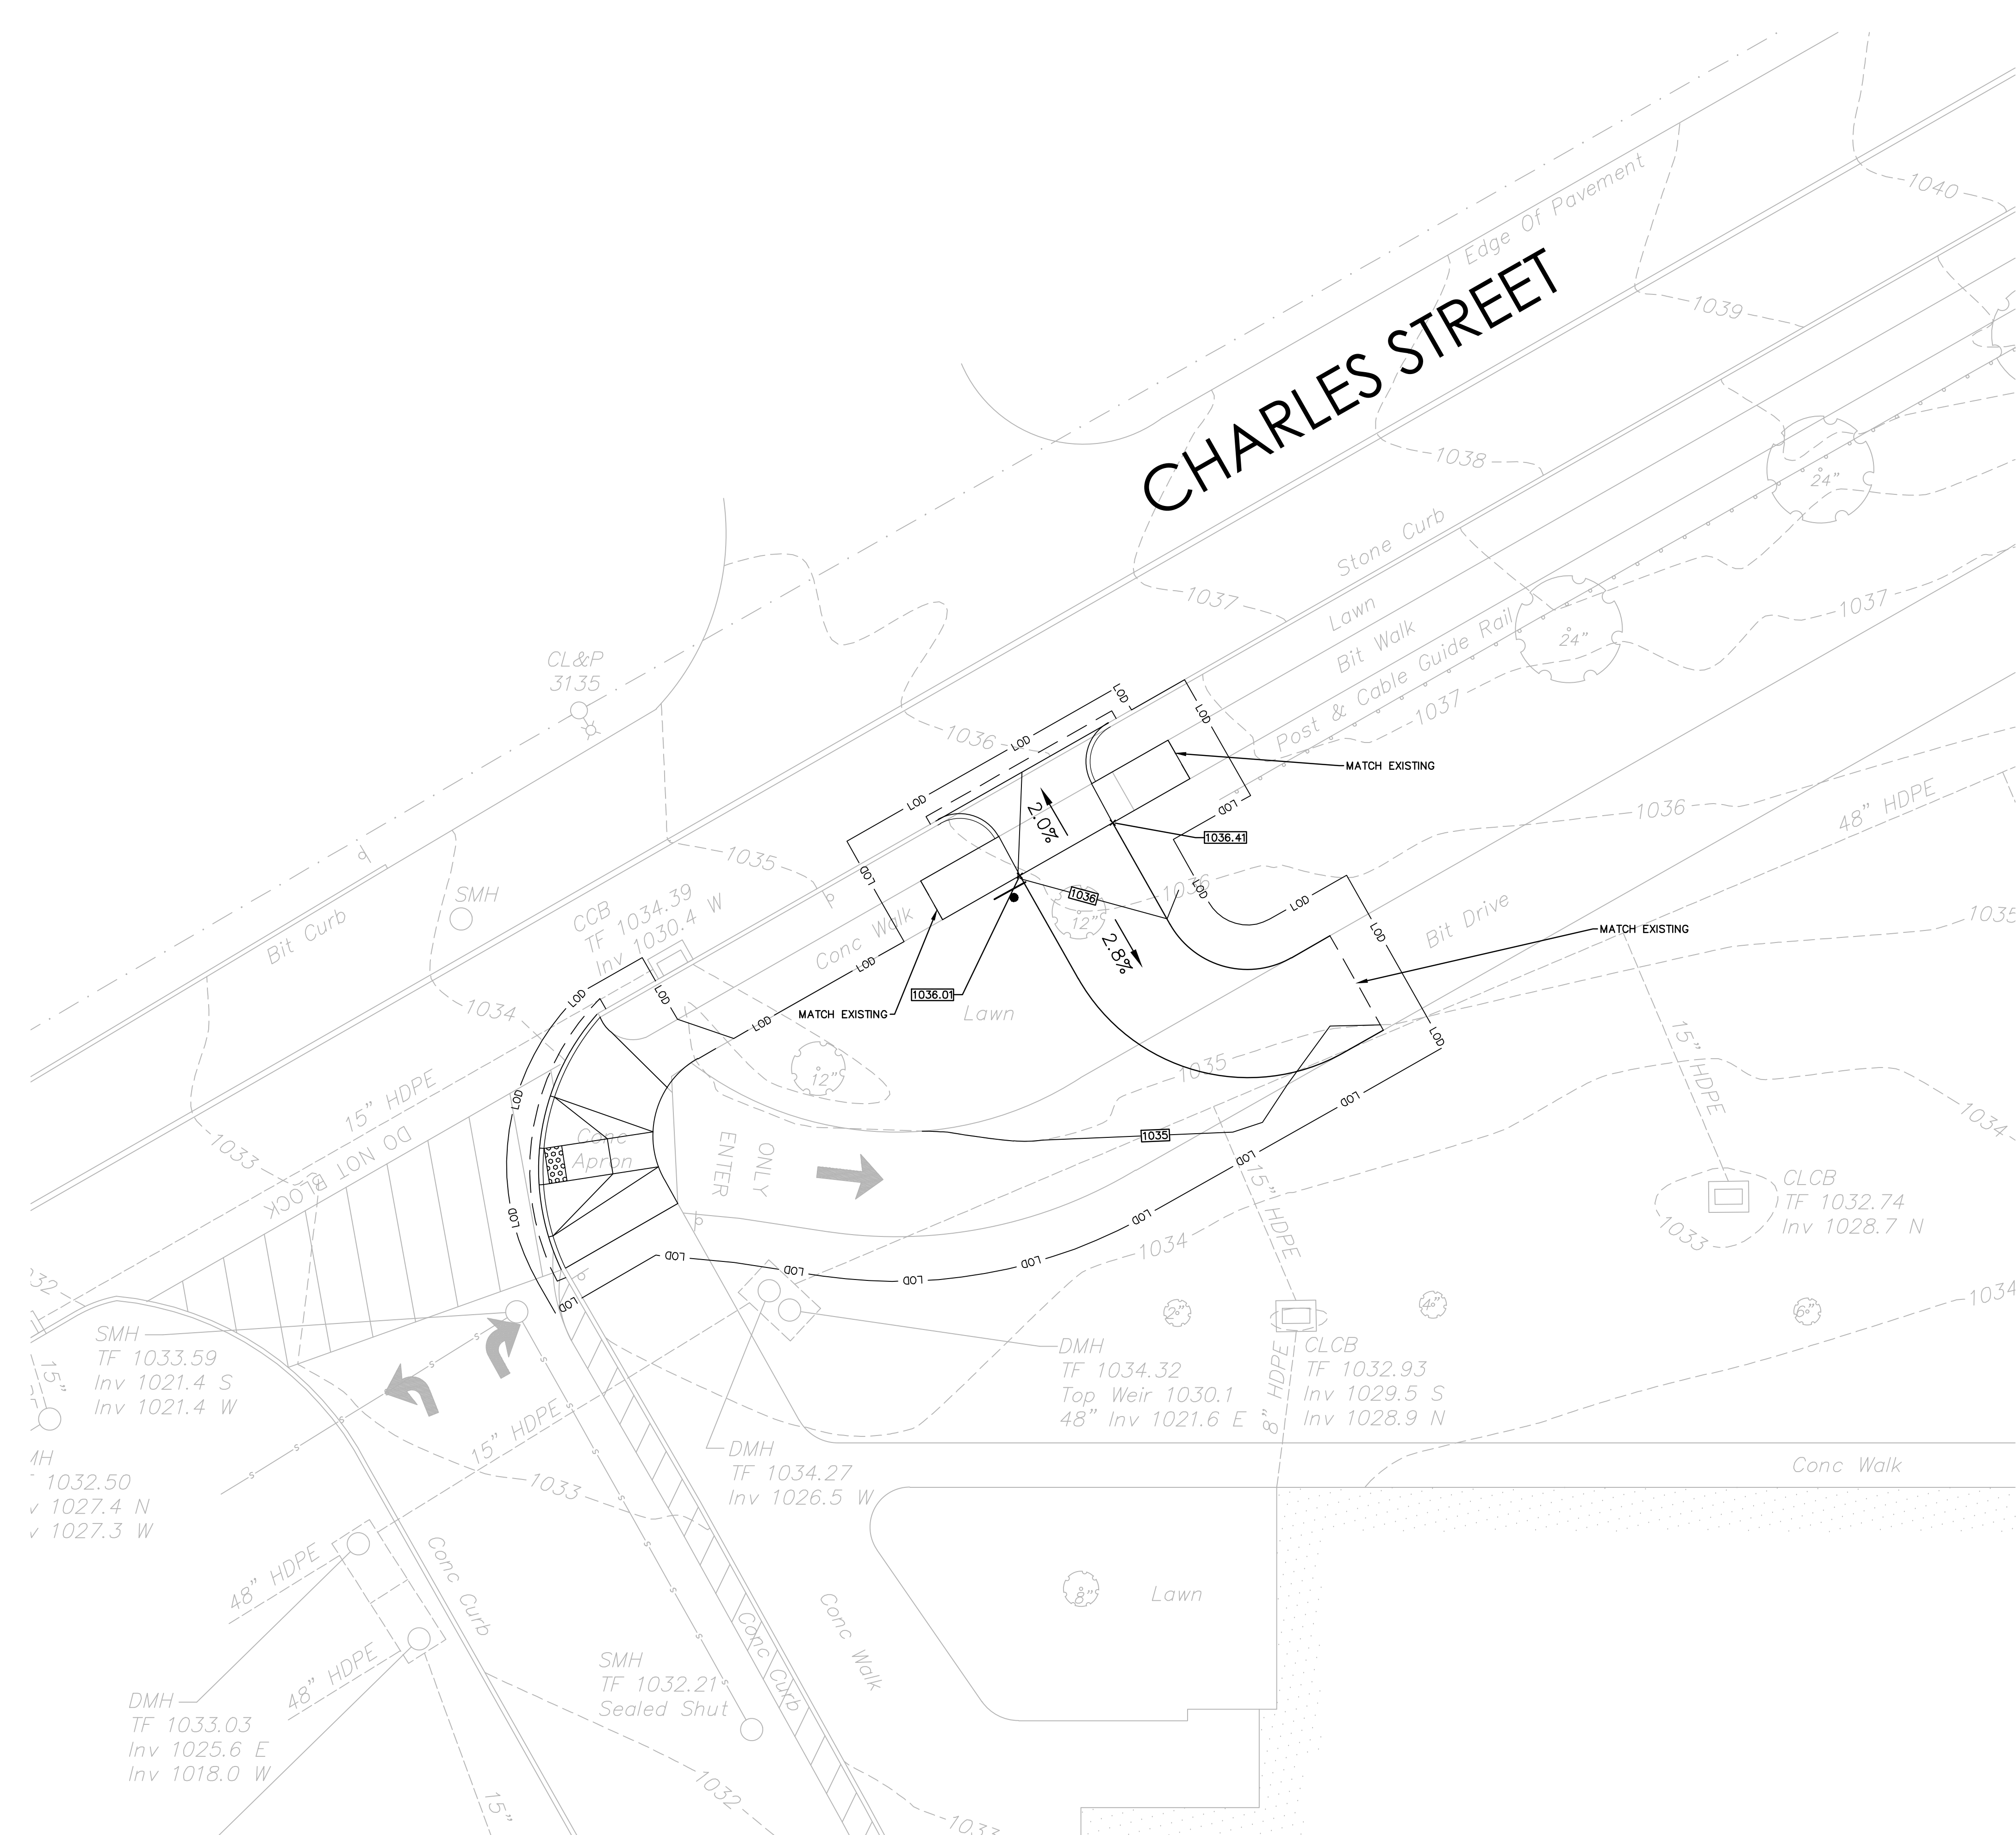 CHARLES STREET
Edge Of Pavement
1040
1039
1038
1037
Stone Curb
Lawn
Bit Walk
Post & Cable Guide Rail
24"
24"
1037
1037
CL&P
3135
1036
LOD
LOD
LOD
LOD
LOD
LOD
LOD
MATCH EXISTING
2.0%
1036.41
1036
48" HDPE
1035
SMH
Bit Curb
CCB
TF 1034.39
Inv 1030.4 W
Conc Walk
1036
1036
12"
2.8%
LOD
LOD
LOD
Bit Drive
1035
MATCH EXISTING
1036.01
MATCH EXISTING
Lawn
LOD
LOD
LOD
LOD
1034
12"
1035
LOD
LOD
15" HDPE
15" HDPE
DO NOT BLOCK
1033
LOD
Conc
Apron
ONLY
ENTER
1035
LOD
15" HDPE
1034
CLCB
TF 1032.74
Inv 1028.7 N
1033
LOD
LOD
LOD
LOD
LOD
LOD
LOD
1034
1034
2"
4"
6"
SMH
TF 1033.59
Inv 1021.4 S
Inv 1021.4 W
15"
S
S
S
S
S
S
S
S
S
S
S
DMH
TF 1034.32
Top Weir 1030.1
48" Inv 1021.6 E
8" HDPE
CLCB
TF 1032.93
Inv 1029.5 S
Inv 1028.9 N
15" HDPE
DMH
TF 1034.27
Inv 1026.5 W
1033
Conc Walk
1032.50
1027.4 N
1027.3 W
48" HDPE
Conc Curb
48" HDPE
Conc Curb
Conc Walk
8"
Lawn
SMH
TF 1032.21
Sealed Shut
DMH
TF 1033.03
Inv 1025.6 E
Inv 1018.0 W
15"
1032
1033